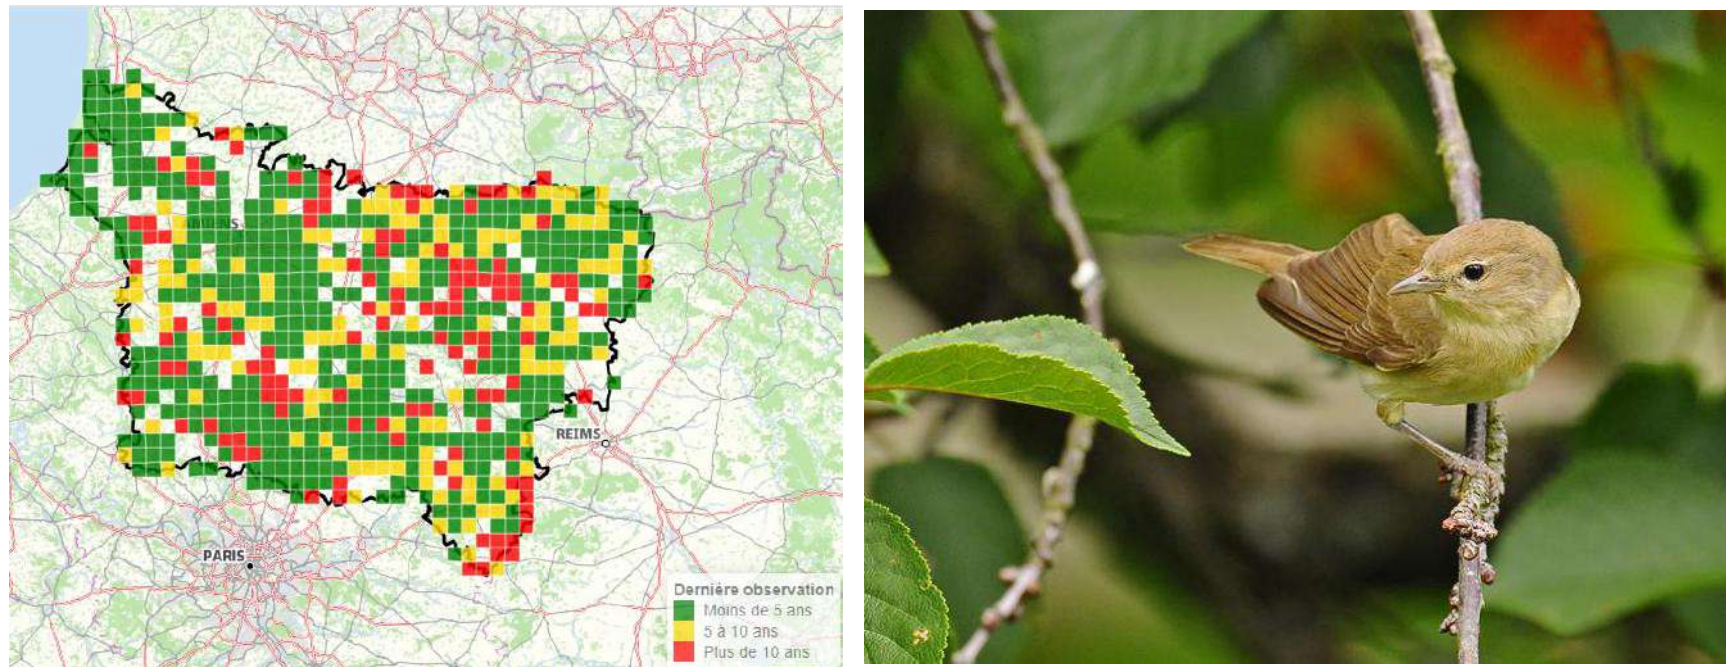 REIMS
PARIS
Dernière observation
Moins de 5 ans
5 à 10 ans
Plus de 10 ans